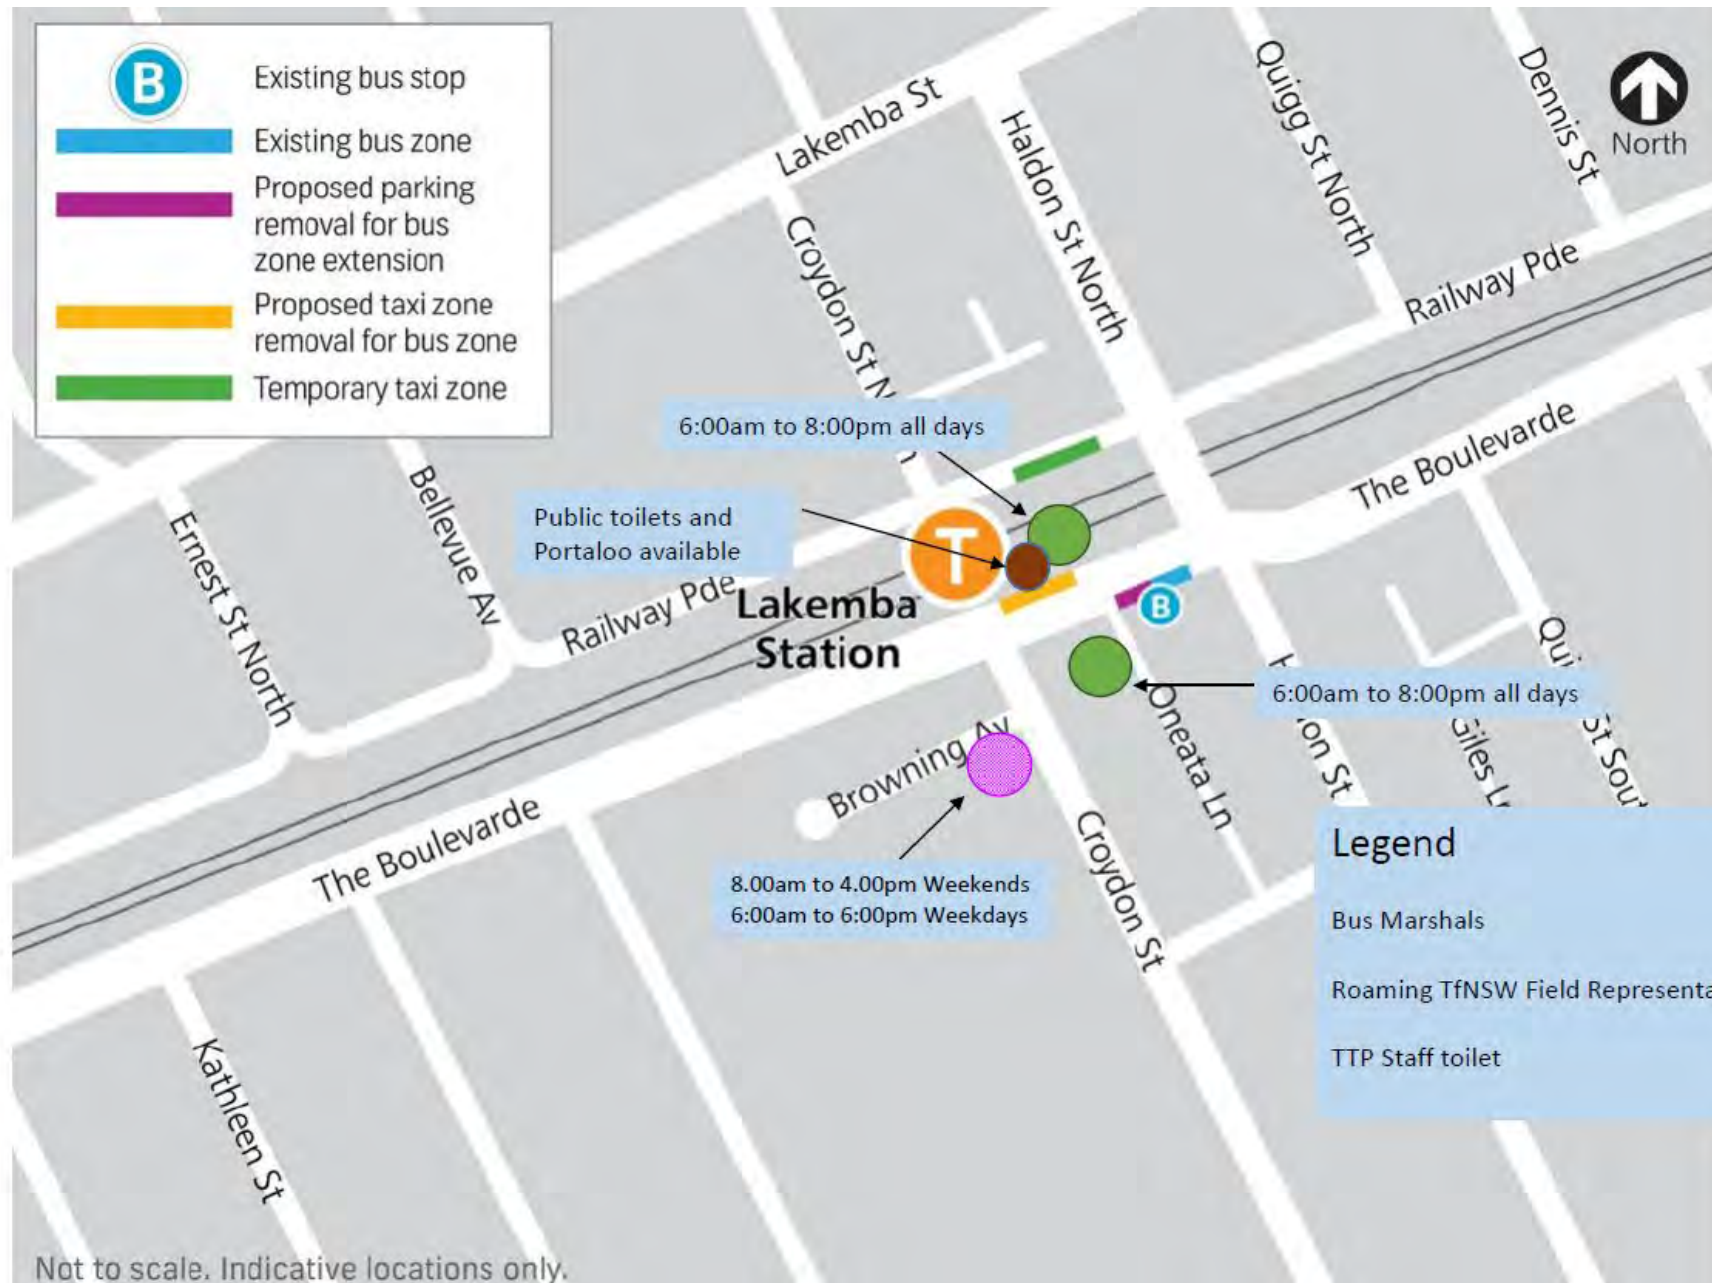 B
Existing bus stop
Existing bus zone
Proposed parking
removal for bus
zone extension
Proposed taxi zone
removal for bus zone
Temporary taxi zone
North
Lakemba St
Haldon St North
Quigg St North
Dennis St
Railway Pde
Croydon St N
6:00am to 8:00pm all days
The Boulevarde
Public toilets and
Portaloo available
T
Lakemba
Station
Railway Pde
Bellevue Av
Ernest St North
B
6:00am to 8:00pm all days
Oneata Ln
Browning Av
8.00am to 4.00pm Weekends
6:00am to 6:00pm Weekdays
Croydon St
The Boulevarde
Kathleen St
Giles
Legend
Bus Marshals
Roaming TfNSW Field Representa
TTP Staff toilet
Not to scale. Indicative locations only.